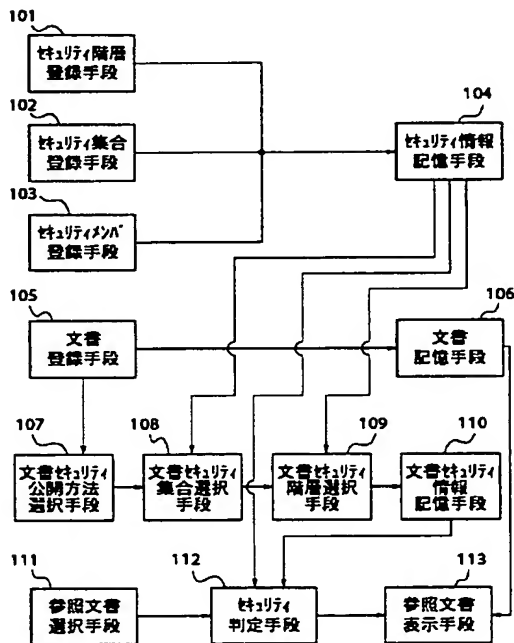 101
セキュリティ階層
登録手段
102
セキュリティ集合
登録手段
103
セキュリティメンバ
登録手段
104
セキュリティ情報
記憶手段
105
文書
登録手段
106
文書
記憶手段
107
文書セキュリティ
公開方法
選択手段
108
文書セキュリティ
集合選択
手段
109
文書セキュリティ
階層選択
手段
110
文書セキュリティ
情報
記憶手段
111
参照文書
選択手段
112
セキュリティ
判定手段
113
参照文書
表示手段